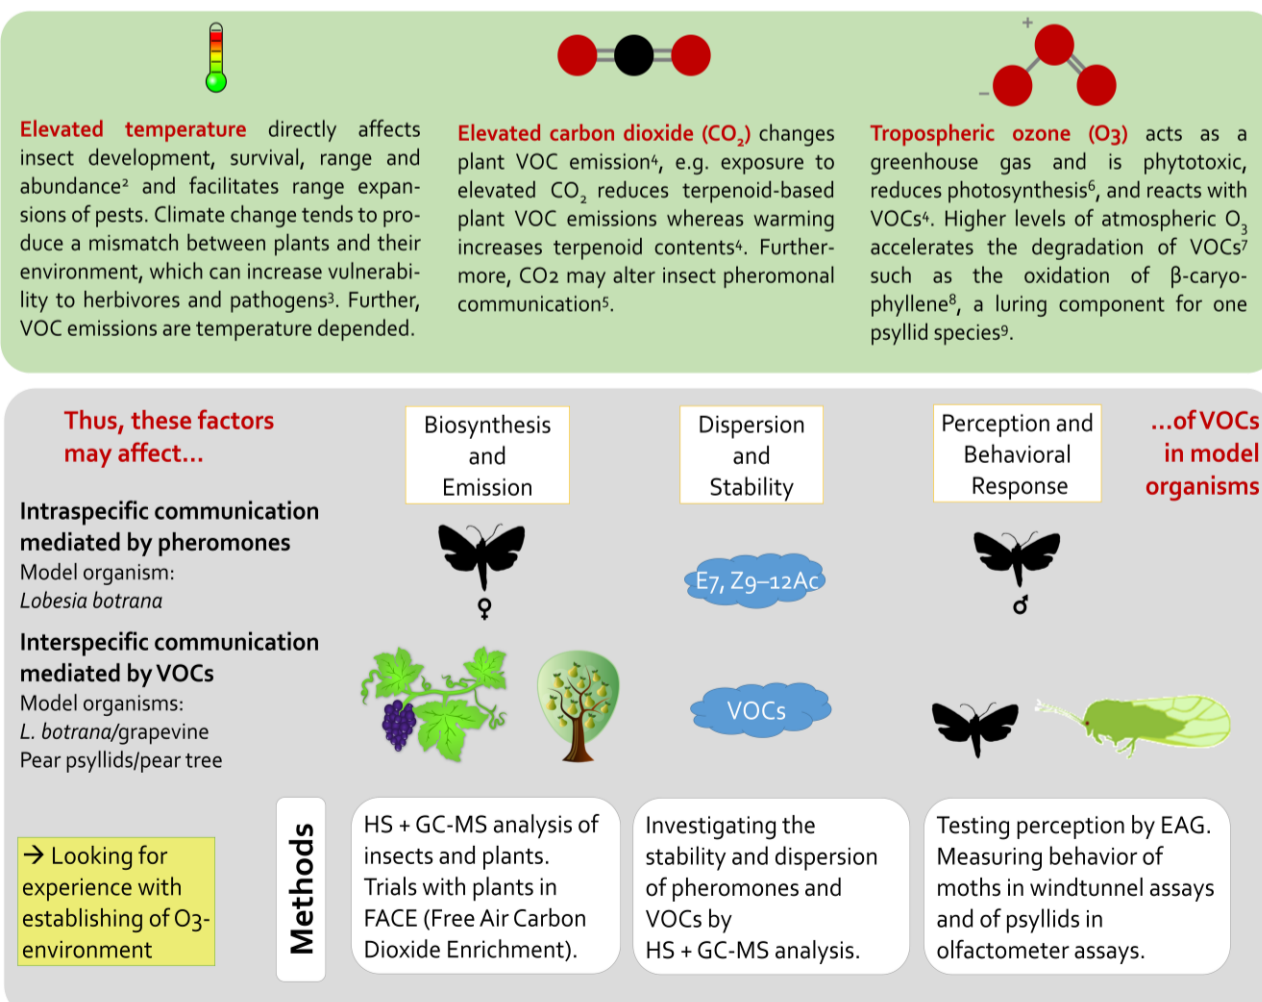 +
−
Elevated temperature directly affects
insect development, survival, range and
abundance² and facilitates range expan-
sions of pests. Climate change tends to pro-
duce a mismatch between plants and their
environment, which can increase vulnerabi-
lity to herbivores and pathogens³. Further,
VOC emissions are temperature depended.
Elevated carbon dioxide (CO₂) changes
plant VOC emission⁴, e.g. exposure to
elevated CO₂ reduces terpenoid-based
plant VOC emissions whereas warming
increases terpenoid contents⁴. Further-
more, CO2 may alter insect pheromonal
communication⁵.
Tropospheric ozone (O3) acts as a
greenhouse gas and is phytotoxic,
reduces photosynthesis⁶, and reacts with
VOCs⁴. Higher levels of atmospheric O₃
accelerates the degradation of VOCs⁷
such as the oxidation of β-caryo-
phyllene⁸, a luring component for one
psyllid species⁹.
Thus, these factors
may affect...
Biosynthesis
and
Emission
Dispersion
and
Stability
Perception and
Behavioral
Response
...of VOCs
in model
organisms
Intraspecific communication
mediated by pheromones
Model organism:
Lobesia botrana
♀
E7, Z9–12Ac
♂
Interspecific communication
mediated by VOCs
Model organisms:
L. botrana/grapevine
Pear psyllids/pear tree
VOCs
→ Looking for
experience with
establishing of O3-
environment
Methods
HS + GC-MS analysis of
insects and plants.
Trials with plants in
FACE (Free Air Carbon
Dioxide Enrichment).
Investigating the
stability and dispersion
of pheromones and
VOCs by
HS + GC-MS analysis.
Testing perception by EAG.
Measuring behavior of
moths in windtunnel assays
and of psyllids in
olfactometer assays.